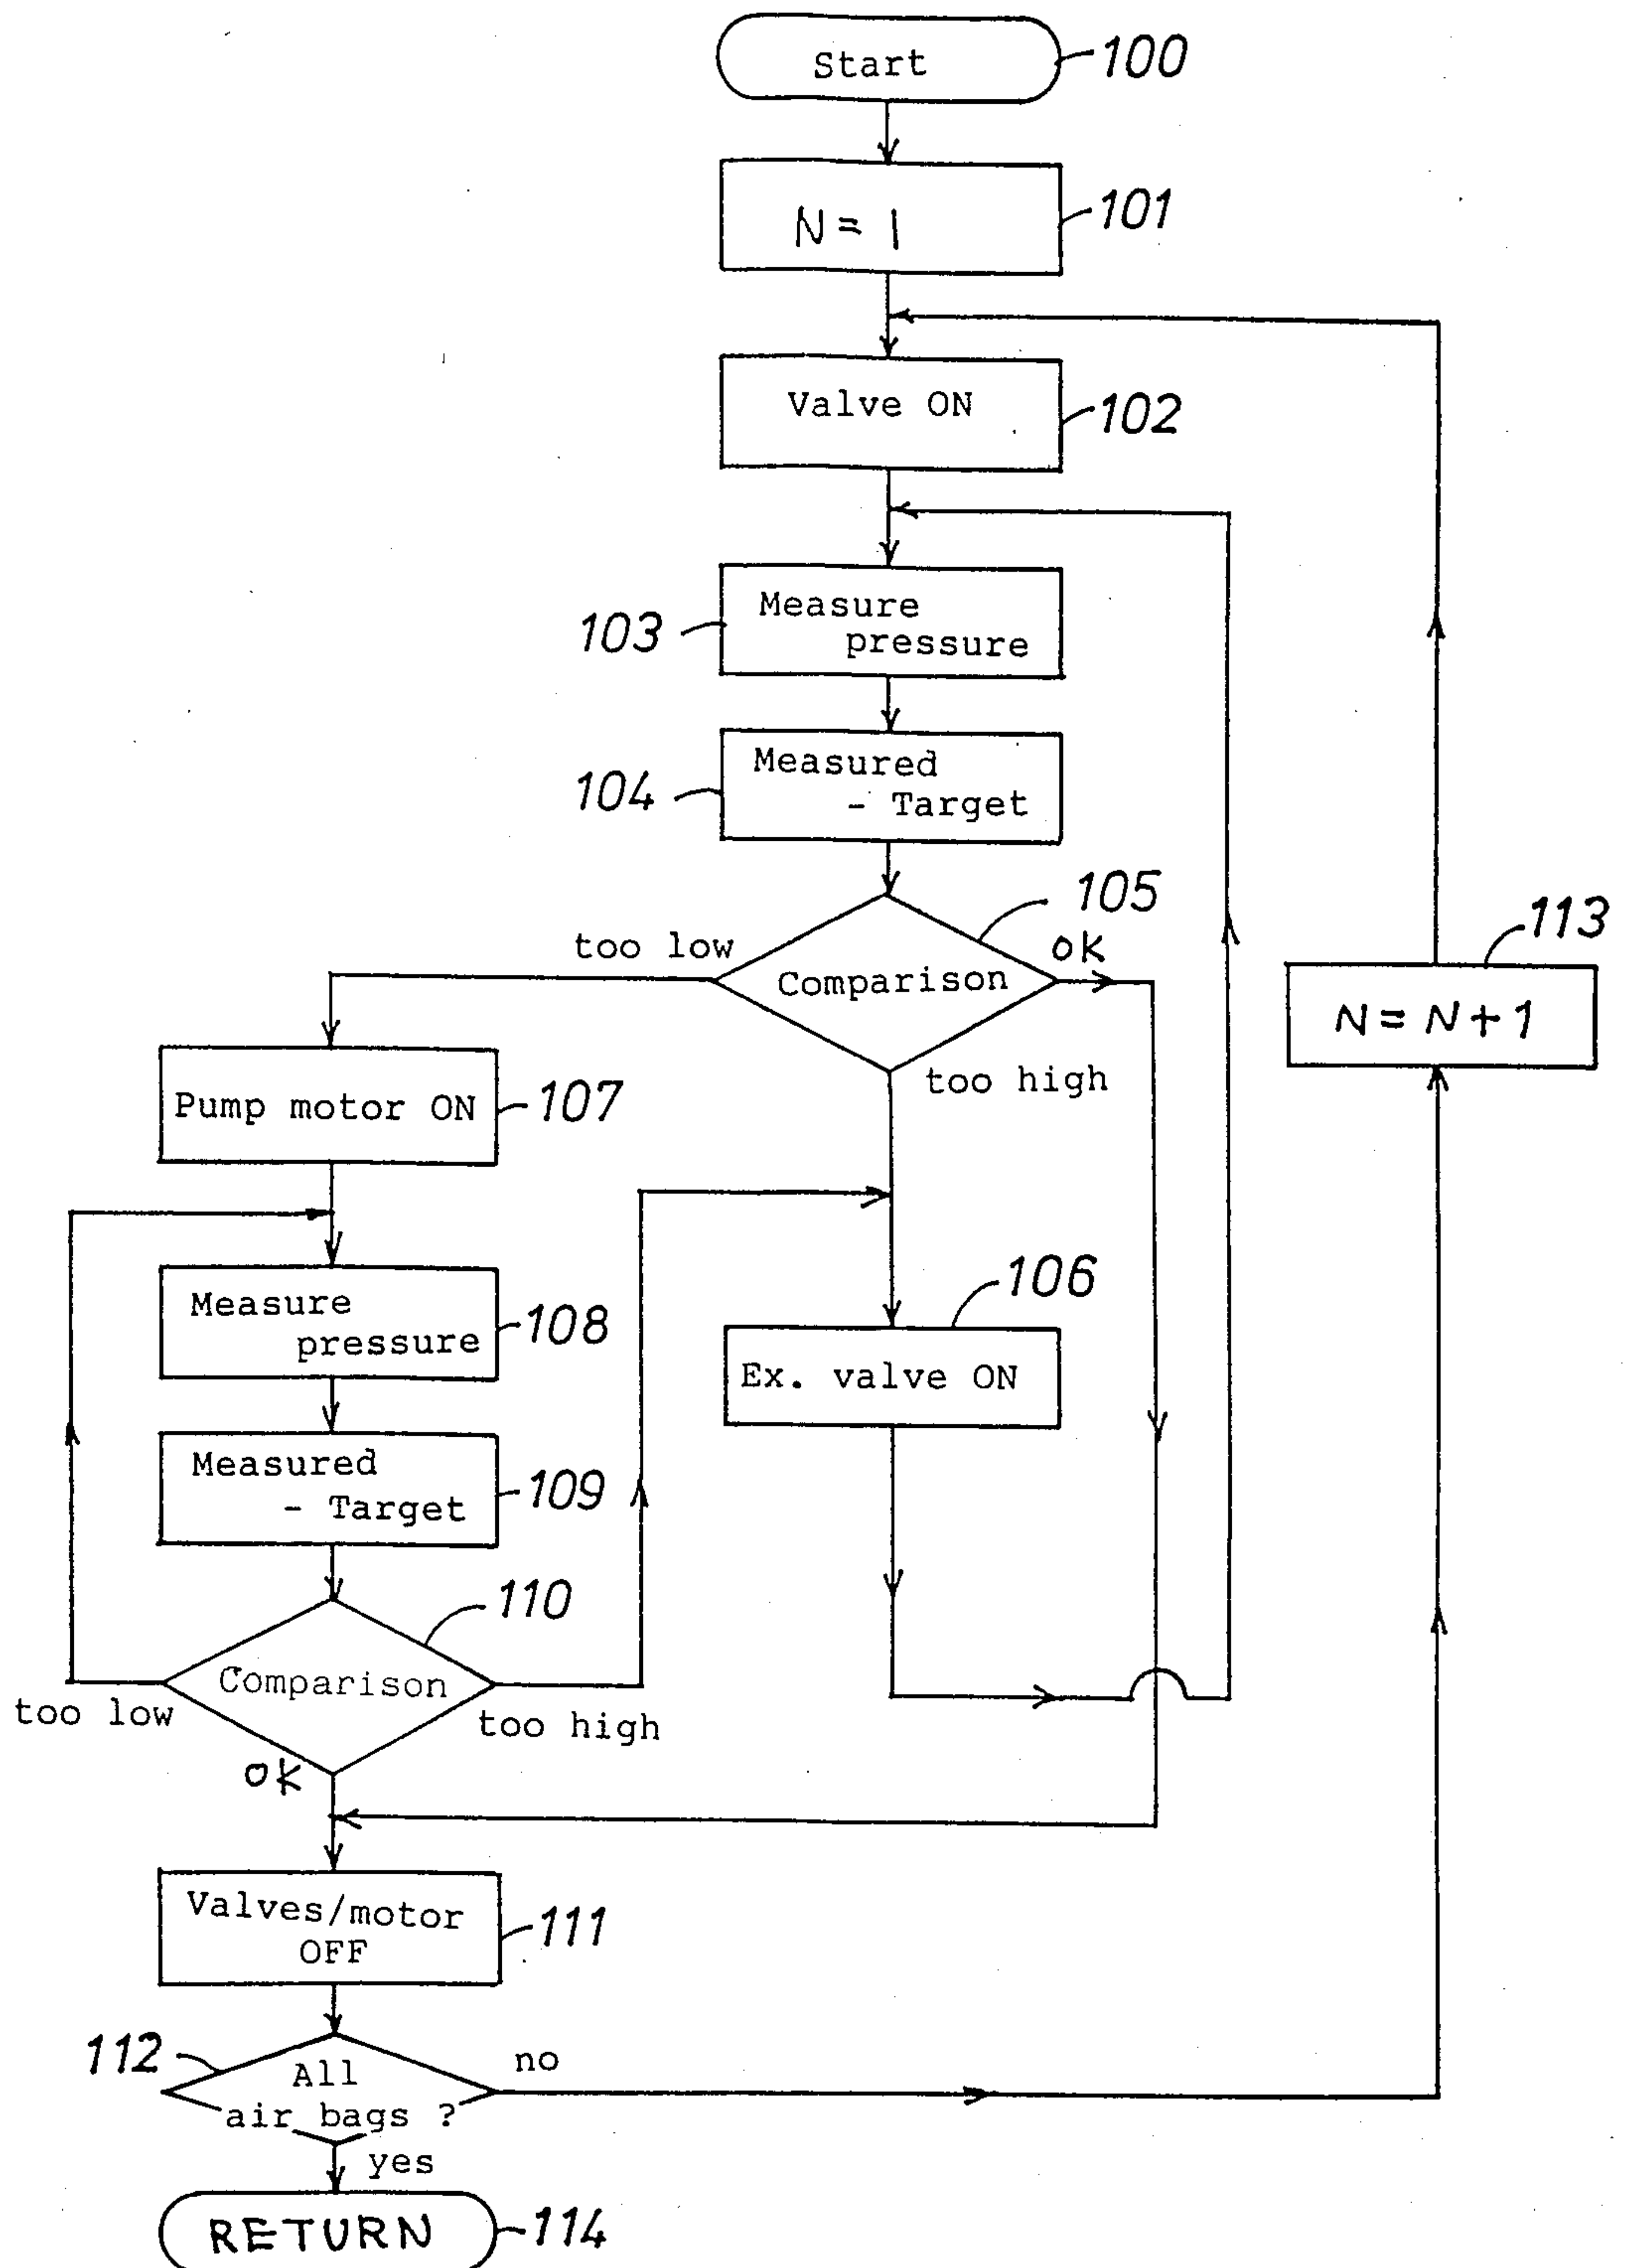 Start
100
N = 1
101
Valve ON
102
Measure
pressure
103
Measured
- Target
104
105
too low
Comparison
ok
too high
113
N = N + 1
Pump motor ON
107
106
Measure
pressure
108
Ex. valve ON
Measured
- Target
109
110
Comparison
too low
too high
ok
Valves/motor
OFF
111
112
All
air bags ?
no
yes
RETURN
114